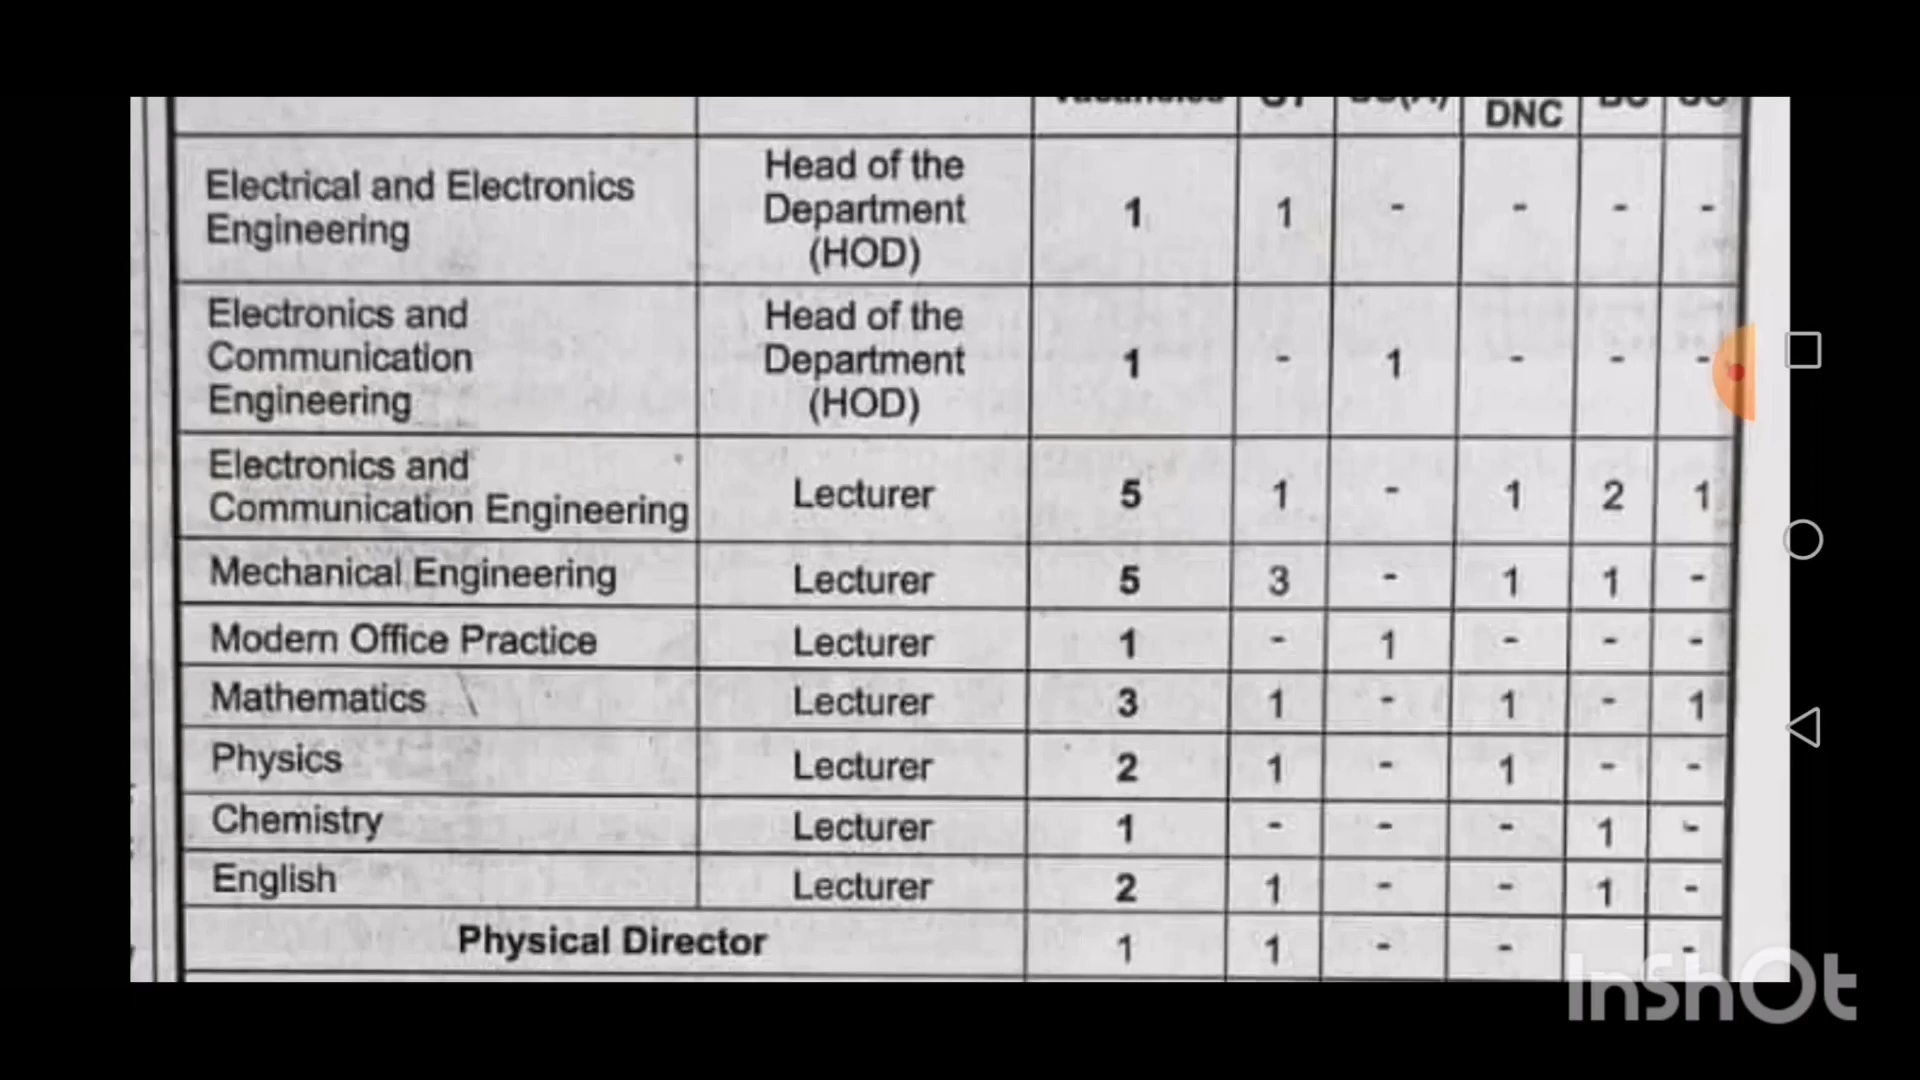 DNC
Electrical and Electronics Engineering | Head of the Department (HOD) | 1 | 1 | - | - | - | -
Electronics and Communication Engineering | Head of the Department (HOD) | 1 | - | 1 | - | - | -
Electronics and Communication Engineering | Lecturer | 5 | 1 | - | 1 | 2 | 1
Mechanical Engineering | Lecturer | 5 | 3 | - | 1 | 1 | -
Modern Office Practice | Lecturer | 1 | - | 1 | - | - | -
Mathematics | Lecturer | 3 | 1 | - | 1 | - | 1
Physics | Lecturer | 2 | 1 | - | 1 | - | -
Chemistry | Lecturer | 1 | - | - | - | 1 | -
English | Lecturer | 2 | 1 | - | - | 1 | -
Physical Director | 1 | 1 | - | - | -
InShOt